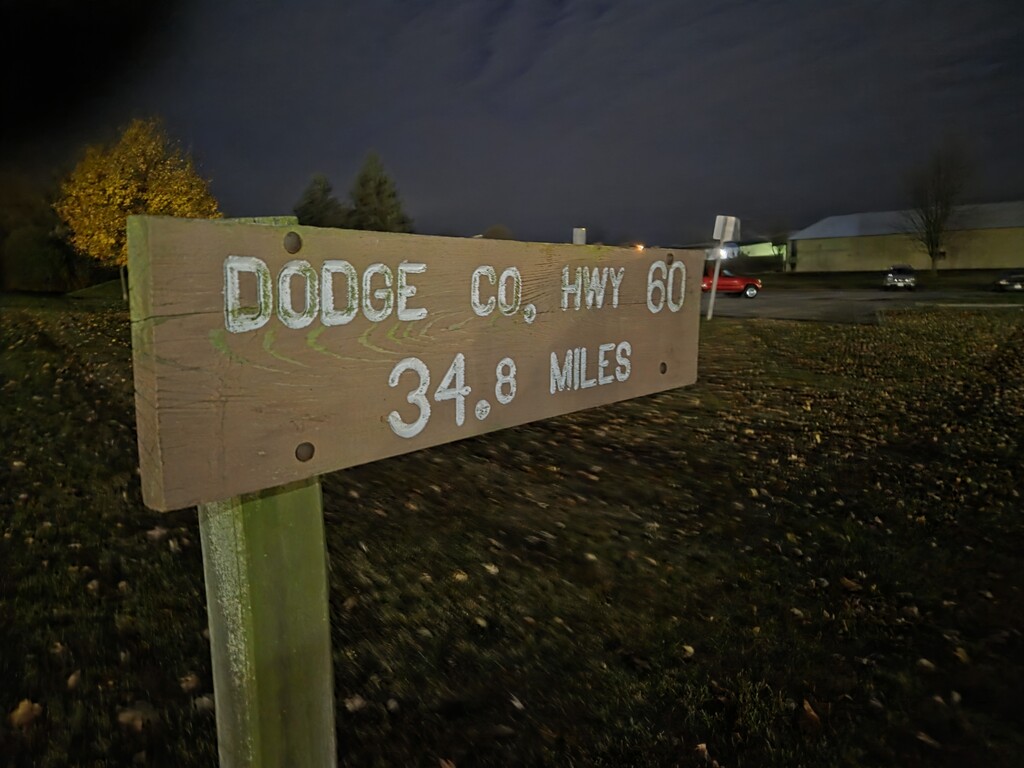 DODGE CO, HWY 60
34.8 MILES